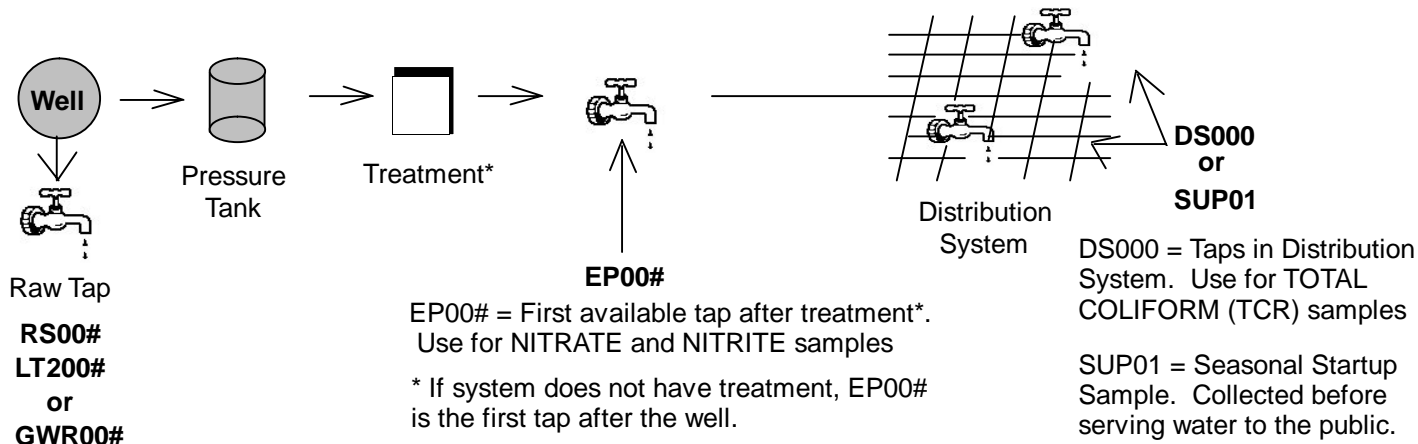 Well
Raw Tap
RS00#
LT200#
or
GWR00#
Pressure
Tank
Treatment*
EP00#
EP00# = First available tap after treatment*.
Use for NITRATE and NITRITE samples
* If system does not have treatment, EP00#
is the first tap after the well.
Distribution
System
DS000
or
SUP01
DS000 = Taps in Distribution
System. Use for TOTAL
COLIFORM (TCR) samples
SUP01 = Seasonal Startup
Sample. Collected before
serving water to the public.